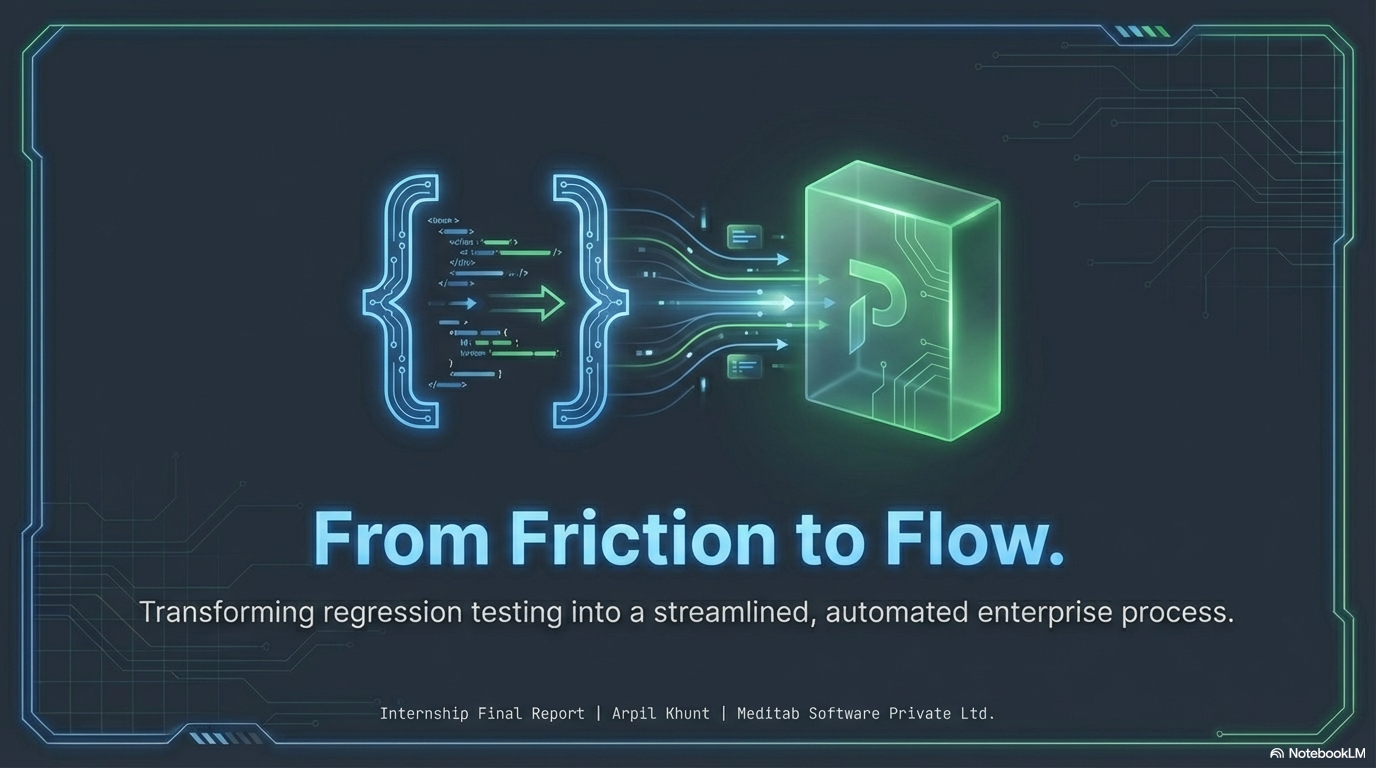 From Friction to Flow.
Transforming regression testing into a streamlined, automated enterprise process.
Internship Final Report | Arpil Khunt | Meditab Software Private Ltd.
NotebookLM